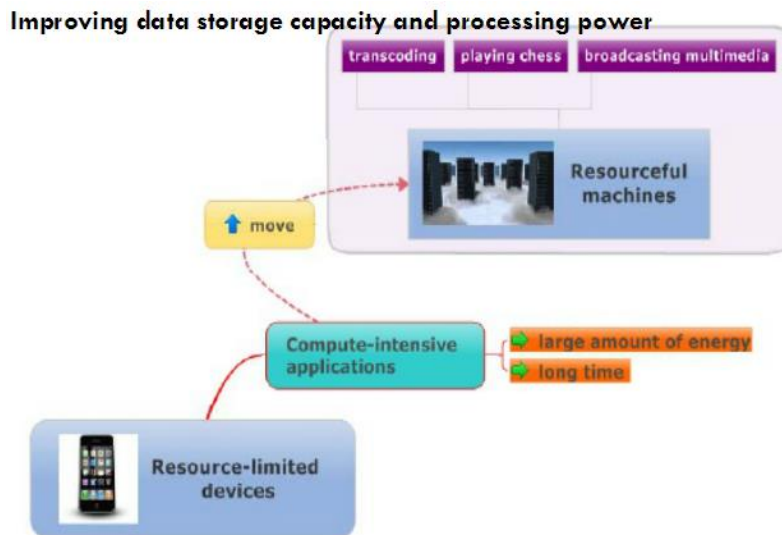 Improving data storage capacity and processing power
transcoding
playing chess
broadcasting multimedia
Resourceful
machines
move
Compute-intensive
applications
large amount of energy
long time
Resource-limited
devices